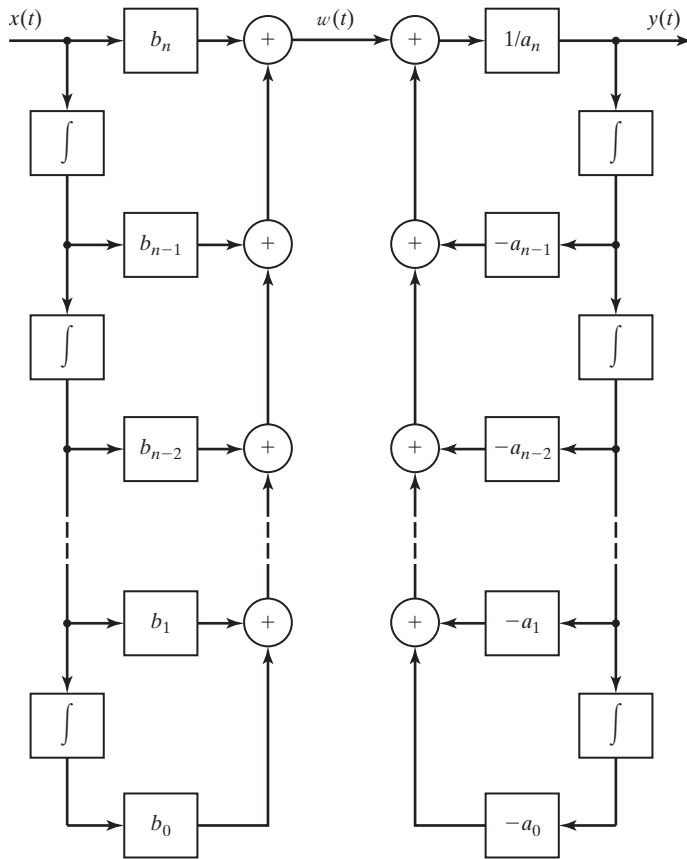 x(t) b_n + w(t) + 1/a_n y(t)
∫ ∫
b_{n−1} + + −a_{n−1}
∫ ∫
b_{n−2} + + −a_{n−2}
b_1 + + −a_1
∫ ∫
b_0 −a_0